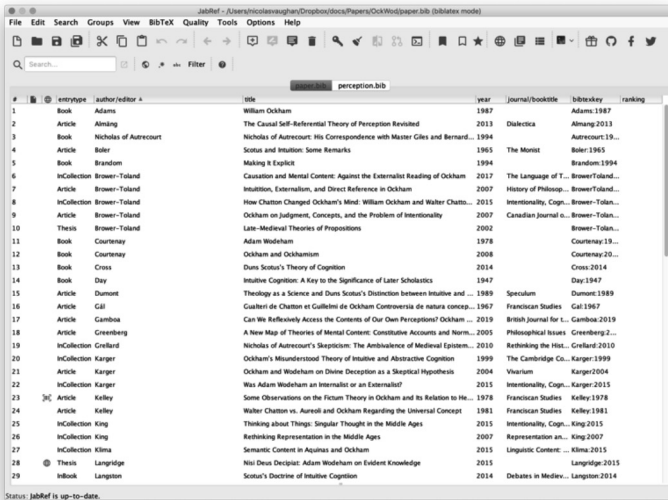 JabRef - /Users/nicolasvaughan/Dropbox/docs/Papers/OckWod/paper.bib (biblatex mode)
File Edit Search Groups View BibTeX Quality Tools Options Help
Search... Filter
paper.bib perception.bib
# entrytype author/editor title year journal/booktitle bibtexkey ranking
1 Book Adams William Ockham 1987 Adams:1987
2 Article Almäng The Causal Self-Referential Theory of Perception Revisited 2013 Dialectica Almang:2013
3 Book Nicholas of Autrecourt Nicholas of Autrecourt: His Correspondence with Master Giles and Bernard... 1994 Autrecourt:19...
4 Article Boler Scotus and Intuition: Some Remarks 1965 The Monist Boler:1965
5 Book Brandom Making It Explicit 1994 Brandom:1994
6 InCollection Brower-Toland Causation and Mental Content: Against the Externalist Reading of Ockham 2017 The Language of T... BrowerToland...
7 Article Brower-Toland Intuition, Externalism, and Direct Reference in Ockham 2007 History of Philosop... Brower-Tolan...
8 InCollection Brower-Toland How Chatton Changed Ockham's Mind: William Ockham and Walter Chatto... 2015 Intentionality, Cogn... Brower-Tolan...
9 Article Brower-Toland Ockham on Judgment, Concepts, and the Problem of Intentionality 2007 Canadian Journal o... Brower-Tolan...
10 Thesis Brower-Toland Late-Medieval Theories of Propositions 2002 Brower-Tolan...
11 Book Courtenay Adam Wodeham 1978 Courtenay:19...
12 Book Courtenay Ockham and Ockhamism 2008 Courtenay:20...
13 Book Cross Duns Scotus's Theory of Cognition 2014 Cross:2014
14 Book Day Intuitive Cognition: A Key to the Significance of Later Scholastics 1947 Day:1947
15 Article Dumont Theology as a Science and Duns Scotus's Distinction between Intuitive and ... 1989 Speculum Dumont:1989
16 Article Gál Gualteri de Chatton et Guillelmi de Ockham Controversia de natura concep... 1967 Franciscan Studies Gal:1967
17 Article Gamboa Can We Reflexively Access the Contents of Our Own Perceptions? Ockham ... 2019 British Journal for t... Gamboa:2019
18 Article Greenberg A New Map of Theories of Mental Content: Constitutive Accounts and Norm... 2005 Philosophical Issues Greenberg:2...
19 InCollection Grellard Nicholas of Autrecourt's Skepticism: The Ambivalence of Medieval Epistem... 2010 Rethinking the Hist... Grellard:2010
20 InCollection Karger Ockham's Misunderstood Theory of Intuitive and Abstractive Cognition 1999 The Cambridge Co... Karger:1999
21 Article Karger Ockham and Wodeham on Divine Deception as a Skeptical Hypothesis 2004 Vivarium Karger2004
22 InCollection Karger Was Adam Wodeham an Internalist or an Externalist? 2015 Intentionality, Cogn... Karger:2015
23 Article Kelley Some Observations on the Fictum Theory in Ockham and Its Relation to He... 1978 Franciscan Studies Kelley:1978
24 Article Kelley Walter Chatton vs. Aureoli and Ockham Regarding the Universal Concept 1981 Franciscan Studies Kelley:1981
25 InCollection King Thinking about Things: Singular Thought in the Middle Ages 2015 Intentionality, Cogn... King:2015
26 InCollection King Rethinking Representation in the Middle Ages 2007 Representation an... King:2007
27 InCollection Klima Semantic Content in Aquinas and Ockham 2015 Linguistic Content: ... Klima:2015
28 Thesis Langridge Nisi Deus Decipiat: Adam Wodeham on Evident Knowledge 2015 Langridge:2015
29 InBook Langston Scotus's Doctrine of Intuitive Cognition 2014 Debates in Mediev... Langston:2014
Status: JabRef is up-to-date.